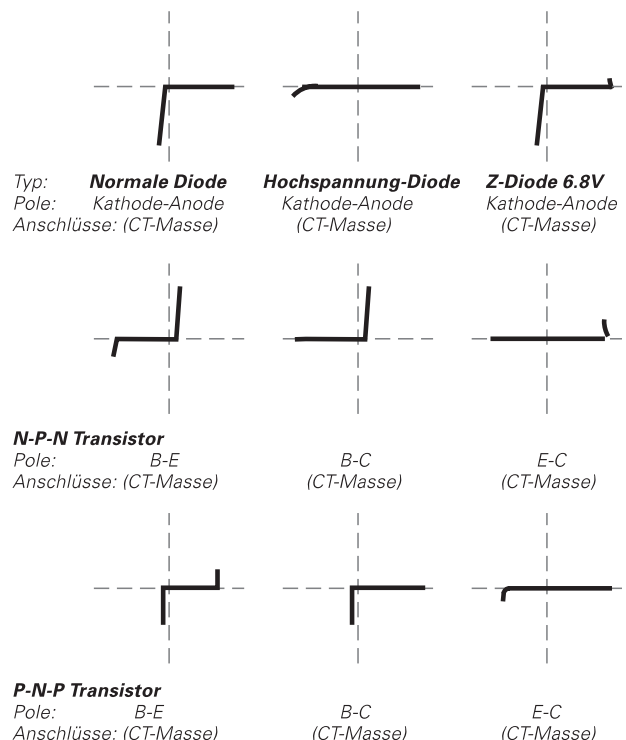 Typ: Normale Diode Hochspannung-Diode Z-Diode 6.8V
Pole: Kathode-Anode Kathode-Anode Kathode-Anode
Anschlüsse: (CT-Masse) (CT-Masse) (CT-Masse)
N-P-N Transistor
Pole: B-E B-C E-C
Anschlüsse: (CT-Masse) (CT-Masse) (CT-Masse)
P-N-P Transistor
Pole: B-E B-C E-C
Anschlüsse: (CT-Masse) (CT-Masse) (CT-Masse)